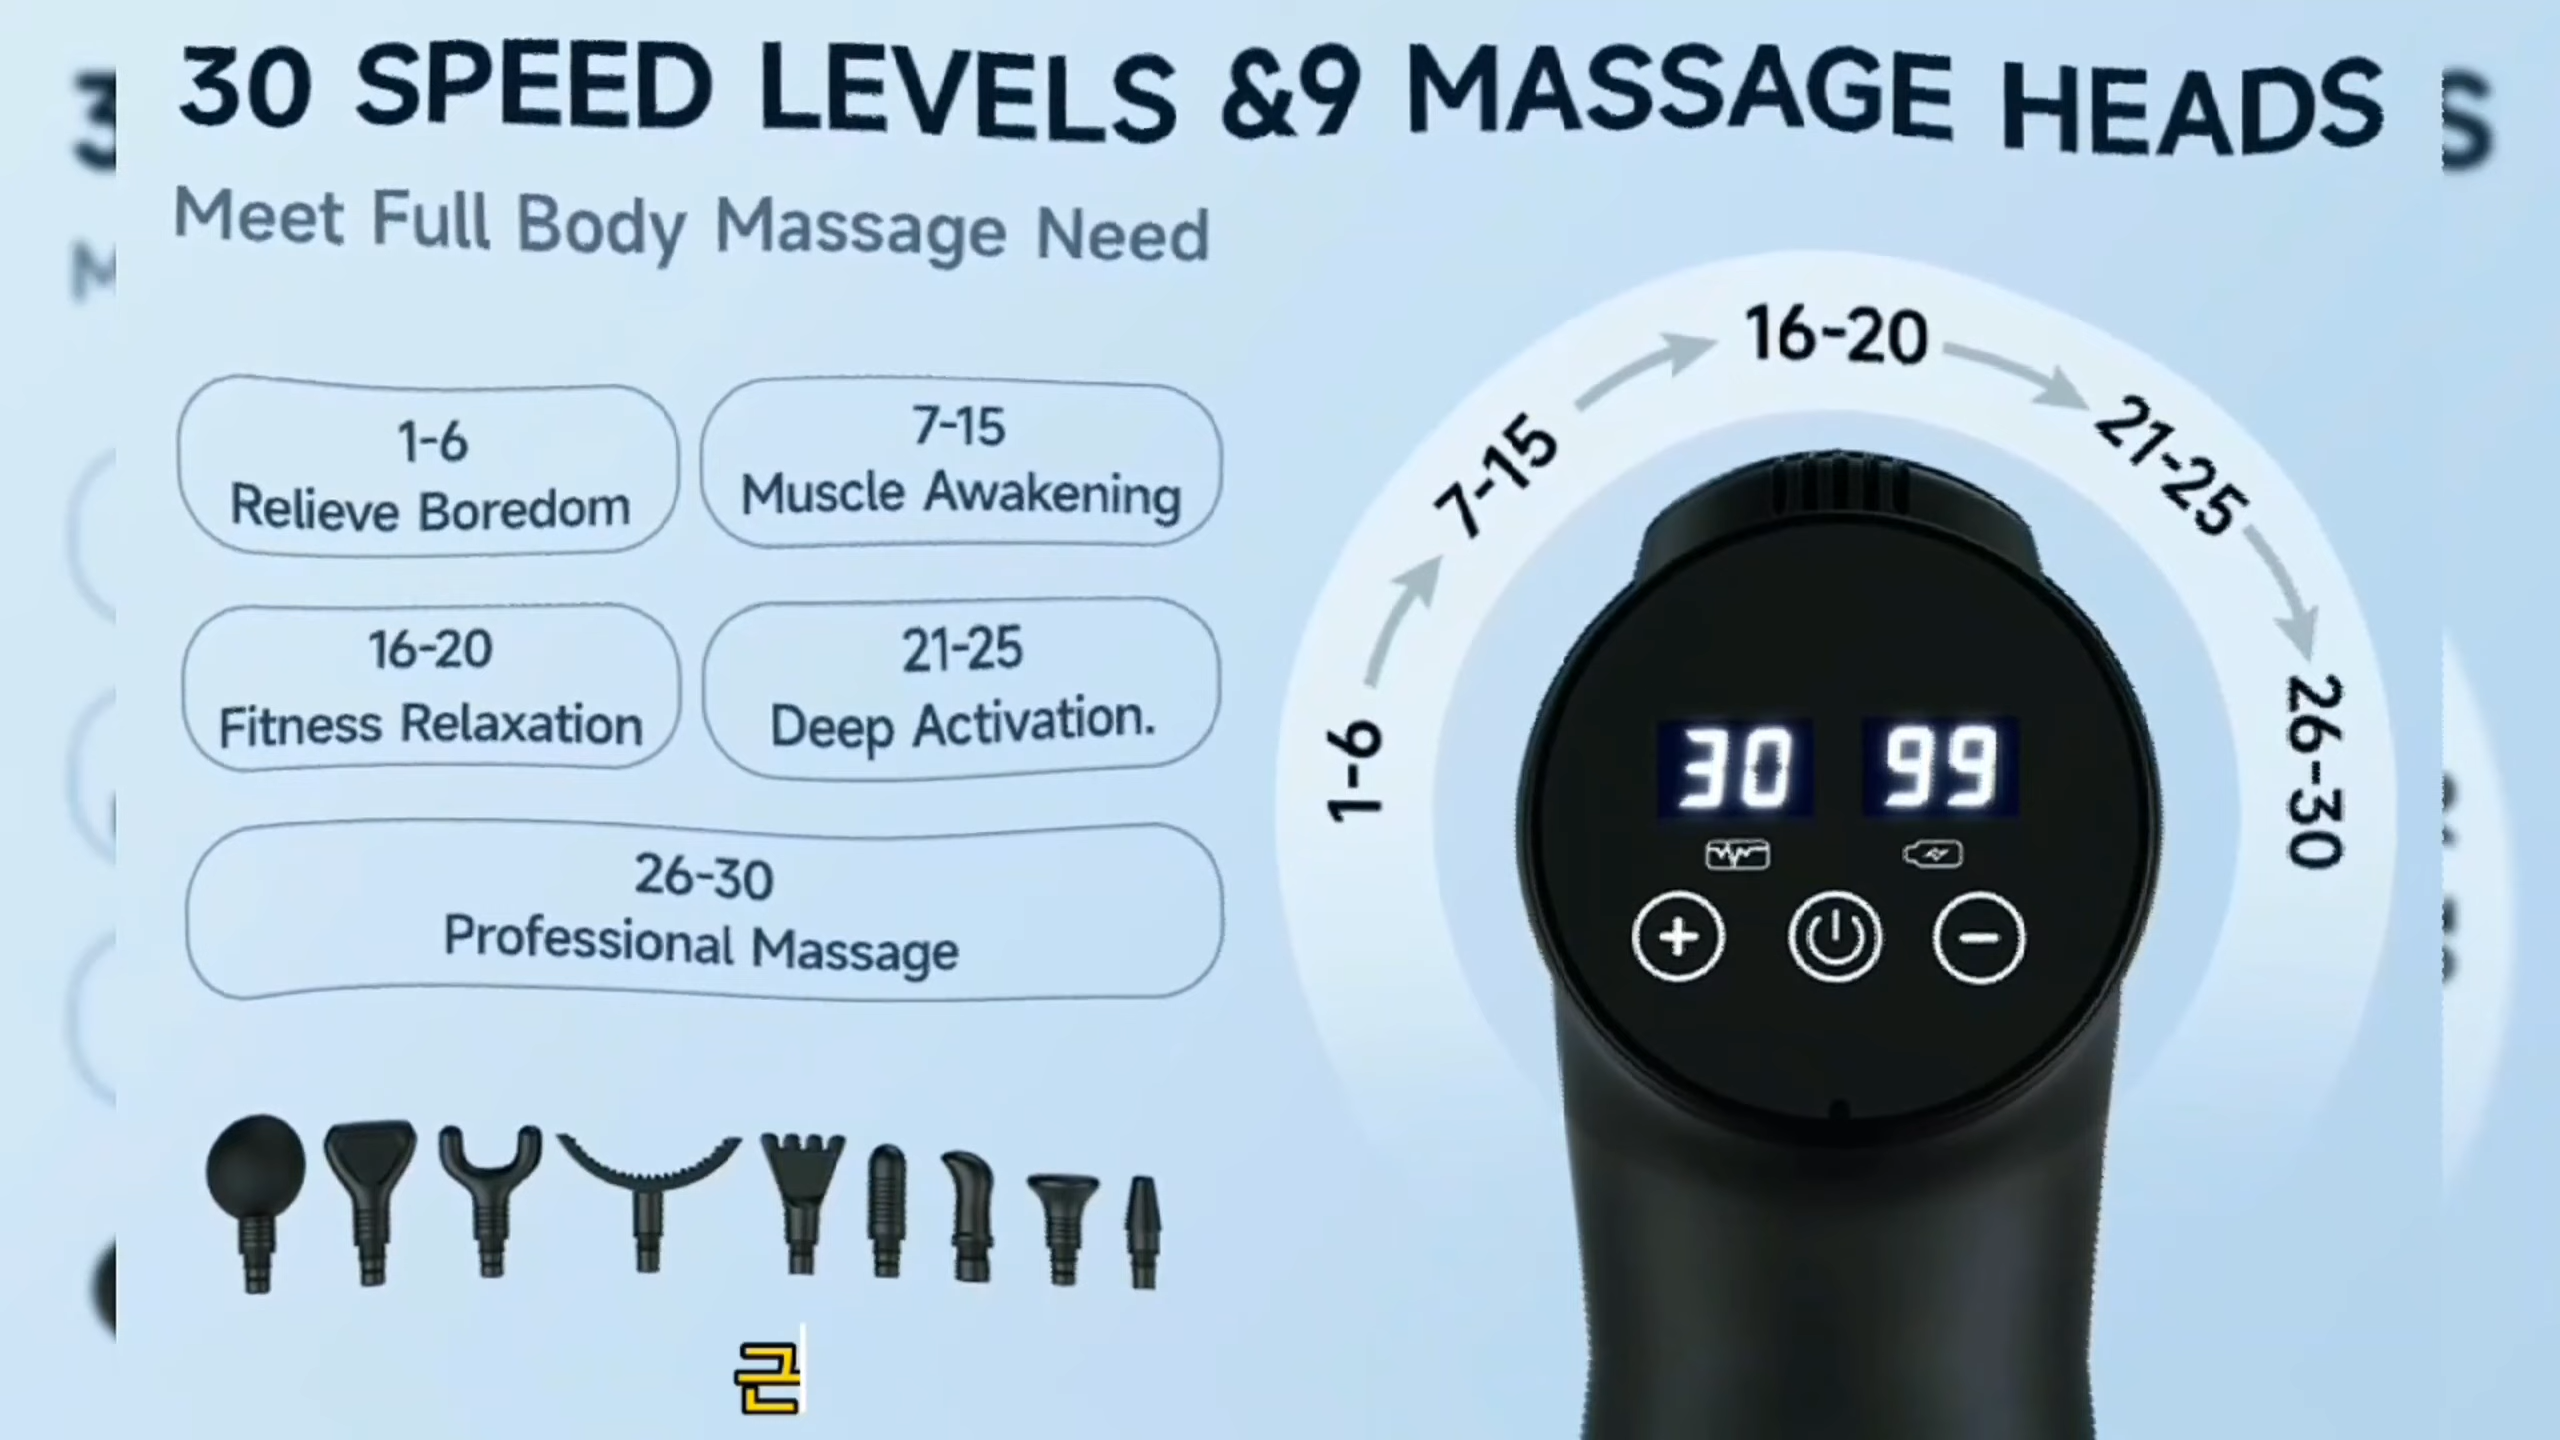 30 SPEED LEVELS &9 MASSAGE HEADS
Meet Full Body Massage Need
1-6
Relieve Boredom
7-15
Muscle Awakening
16-20
Fitness Relaxation
21-25
Deep Activation.
26-30
Professional Massage
1-6
7-15
16-20
21-25
26-30
30 99
근